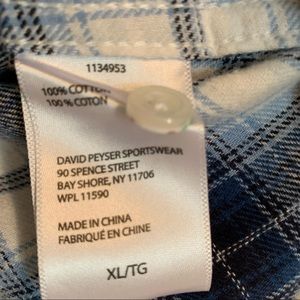 1134953
100% COTTON
100% COTON
DAVID PEYSER SPORTSWEAR
90 SPENCE STREET
BAY SHORE, NY 11706
WPL 11590
MADE IN CHINA
FABRIQUÉ EN CHINE
XL/TG